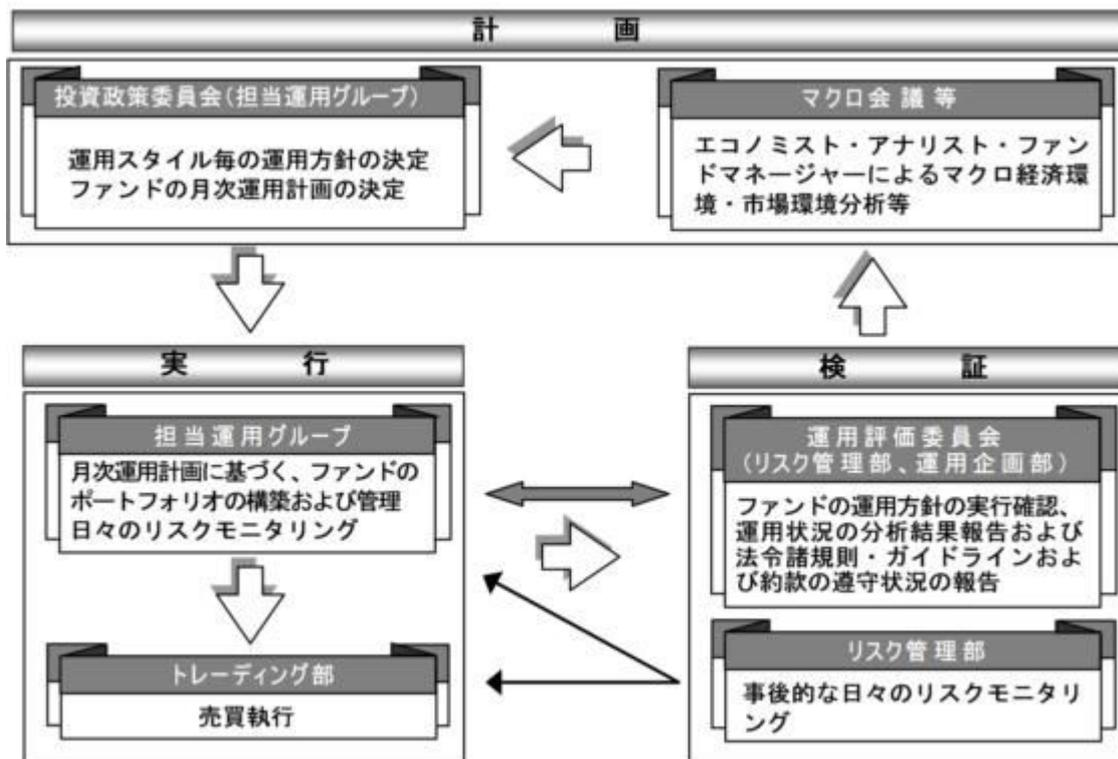 計画
投資政策委員会(担当運用グループ)
運用スタイル毎の運用方針の決定
ファンドの月次運用計画の決定
マクロ会議等
エコノミスト・アナリスト・ファン
ドマネージャーによるマクロ経済環
境・市場環境分析等
実行
担当運用グループ
月次運用計画に基づく、ファンドの
ポートフォリオの構築および管理
日々のリスクモニタリング
トレーディング部
売買執行
検証
運用評価委員会
(リスク管理部、運用企画部)
ファンドの運用方針の実行確認、
運用状況の分析結果報告および
法令諸規則・ガイドラインおよ
び約款の遵守状況の報告
リスク管理部
事後的な日々のリスクモニタリ
ング